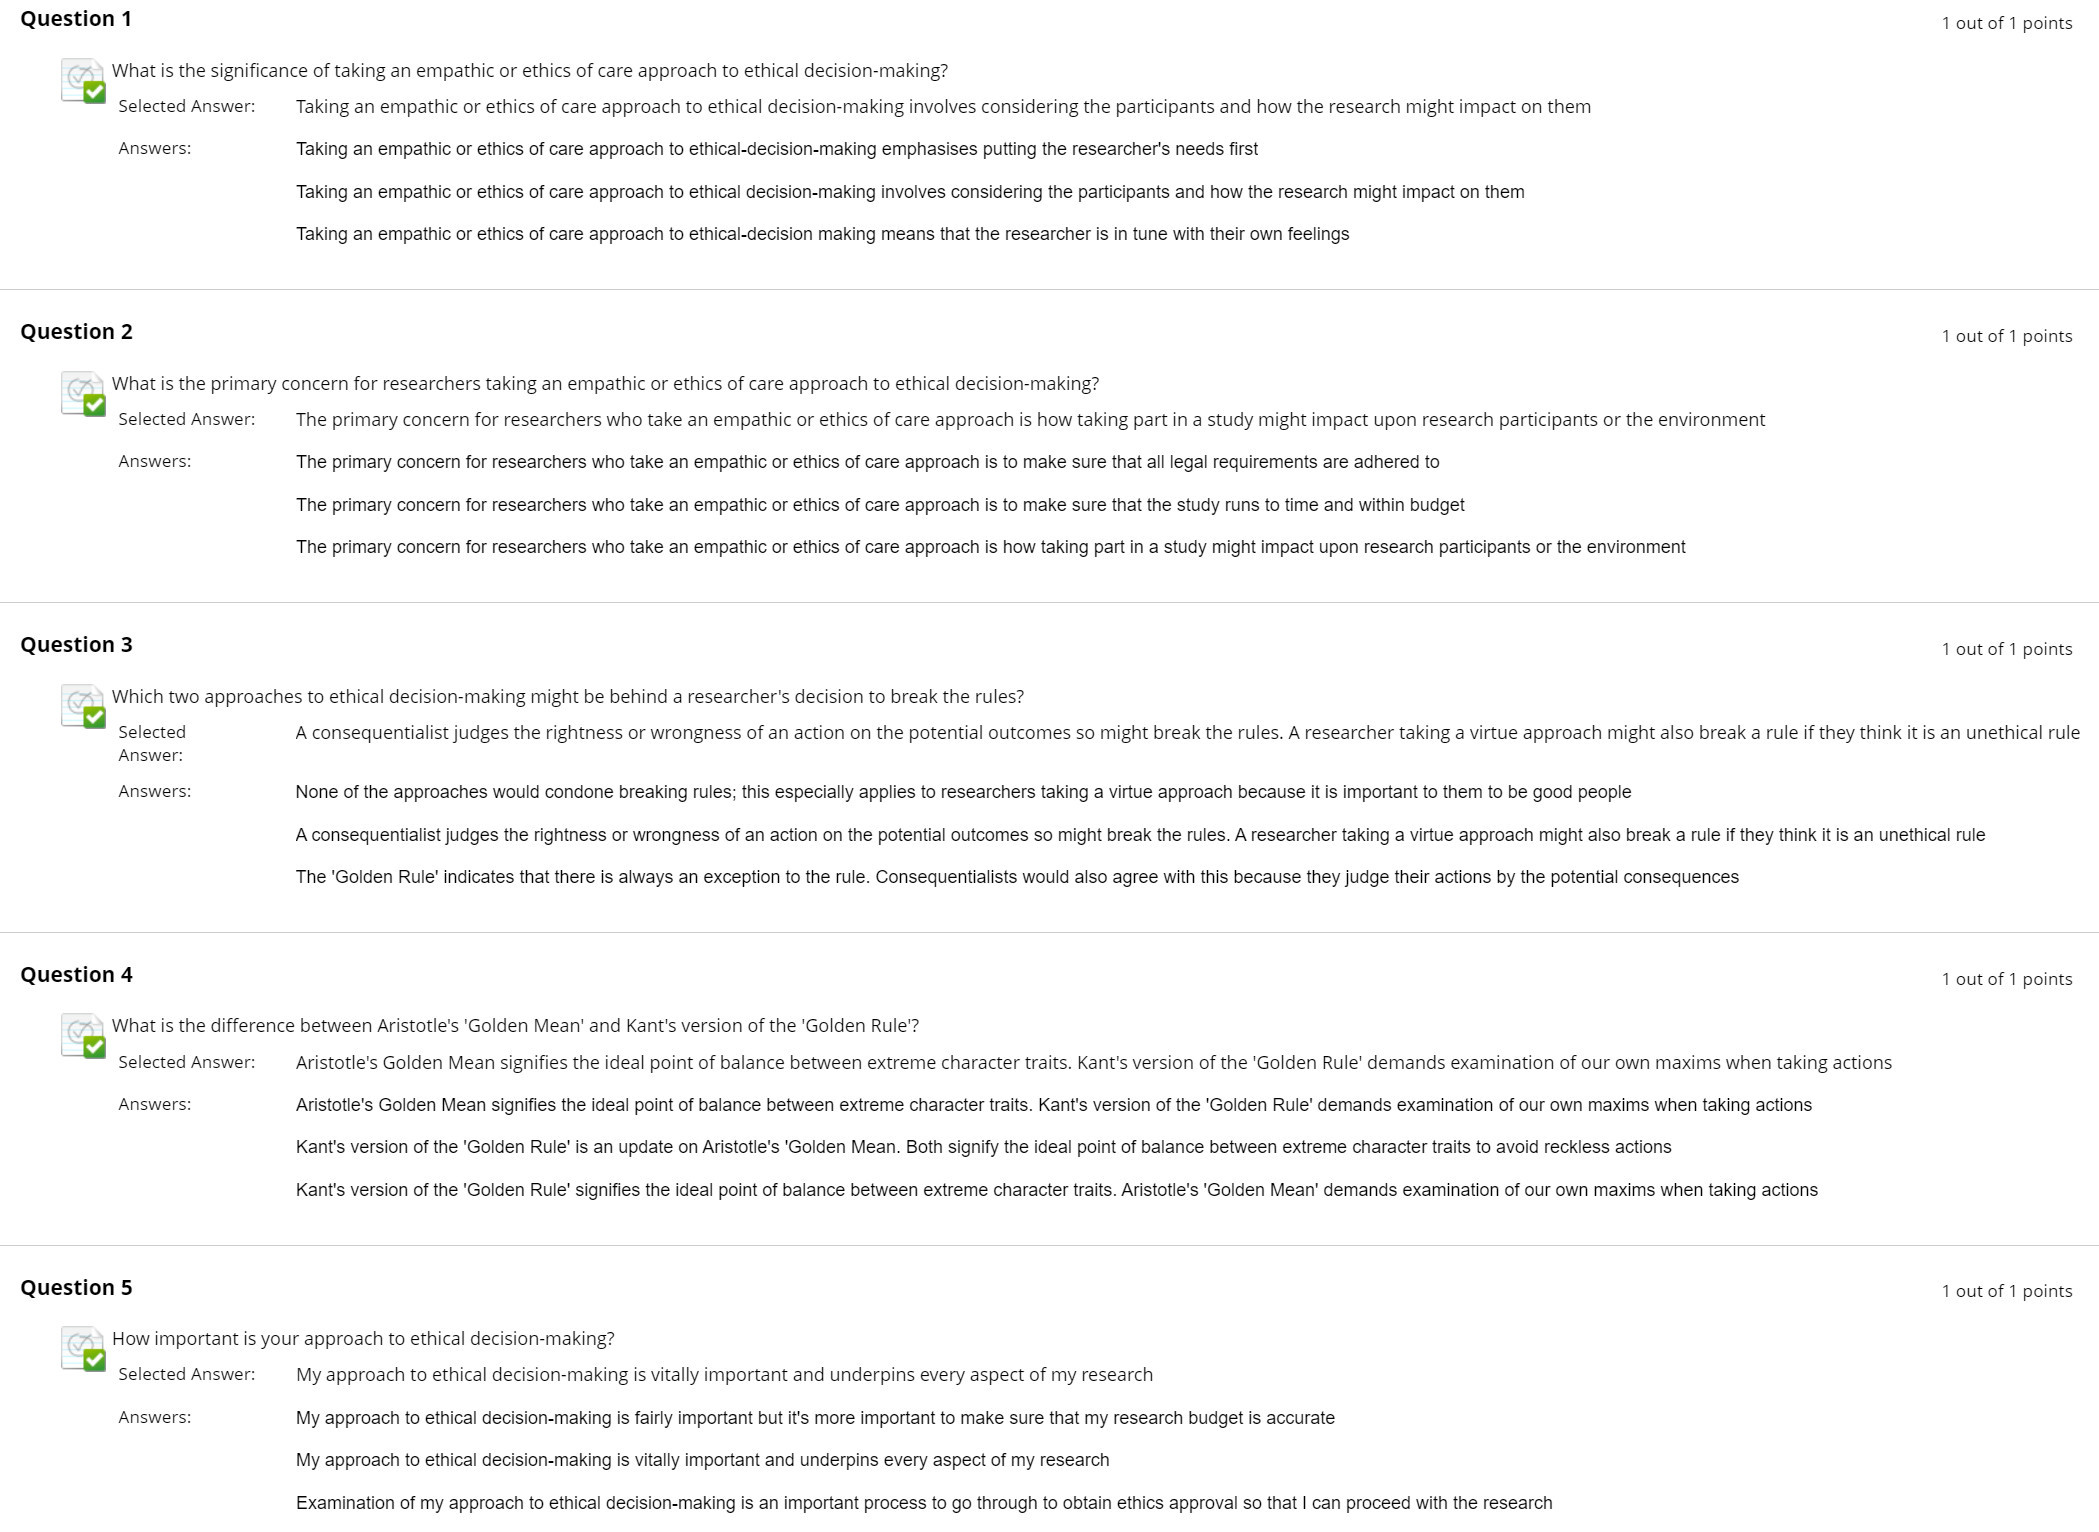 Question 1
1 out of 1 points
What is the significance of taking an empathic or ethics of care approach to ethical decision-making?
Selected Answer: Taking an empathic or ethics of care approach to ethical decision-making involves considering the participants and how the research might impact on them
Answers: Taking an empathic or ethics of care approach to ethical-decision-making emphasises putting the researcher's needs first
Taking an empathic or ethics of care approach to ethical decision-making involves considering the participants and how the research might impact on them
Taking an empathic or ethics of care approach to ethical-decision making means that the researcher is in tune with their own feelings
Question 2
1 out of 1 points
What is the primary concern for researchers taking an empathic or ethics of care approach to ethical decision-making?
Selected Answer: The primary concern for researchers who take an empathic or ethics of care approach is how taking part in a study might impact upon research participants or the environment
Answers: The primary concern for researchers who take an empathic or ethics of care approach is to make sure that all legal requirements are adhered to
The primary concern for researchers who take an empathic or ethics of care approach is to make sure that the study runs to time and within budget
The primary concern for researchers who take an empathic or ethics of care approach is how taking part in a study might impact upon research participants or the environment
Question 3
1 out of 1 points
Which two approaches to ethical decision-making might be behind a researcher's decision to break the rules?
Selected Answer: A consequentialist judges the rightness or wrongness of an action on the potential outcomes so might break the rules. A researcher taking a virtue approach might also break a rule if they think it is an unethical rule
Answers: None of the approaches would condone breaking rules; this especially applies to researchers taking a virtue approach because it is important to them to be good people
A consequentialist judges the rightness or wrongness of an action on the potential outcomes so might break the rules. A researcher taking a virtue approach might also break a rule if they think it is an unethical rule
The 'Golden Rule' indicates that there is always an exception to the rule. Consequentialists would also agree with this because they judge their actions by the potential consequences
Question 4
1 out of 1 points
What is the difference between Aristotle's 'Golden Mean' and Kant's version of the 'Golden Rule'?
Selected Answer: Aristotle's Golden Mean signifies the ideal point of balance between extreme character traits. Kant's version of the 'Golden Rule' demands examination of our own maxims when taking actions
Answers: Aristotle's Golden Mean signifies the ideal point of balance between extreme character traits. Kant's version of the 'Golden Rule' demands examination of our own maxims when taking actions
Kant's version of the 'Golden Rule' is an update on Aristotle's 'Golden Mean. Both signify the ideal point of balance between extreme character traits to avoid reckless actions
Kant's version of the 'Golden Rule' signifies the ideal point of balance between extreme character traits. Aristotle's 'Golden Mean' demands examination of our own maxims when taking actions
Question 5
1 out of 1 points
How important is your approach to ethical decision-making?
Selected Answer: My approach to ethical decision-making is vitally important and underpins every aspect of my research
Answers: My approach to ethical decision-making is fairly important but it's more important to make sure that my research budget is accurate
My approach to ethical decision-making is vitally important and underpins every aspect of my research
Examination of my approach to ethical decision-making is an important process to go through to obtain ethics approval so that I can proceed with the research